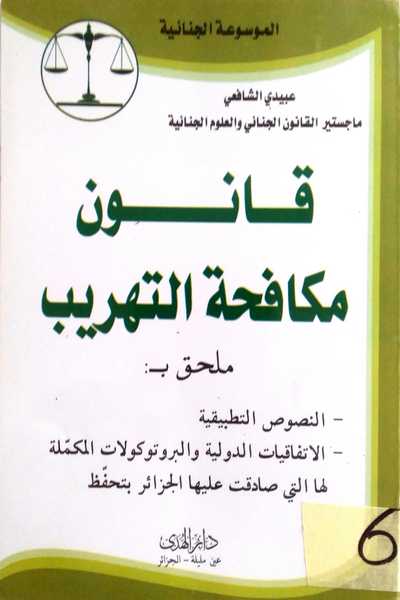 الموسوعة الجنائية
عبيدي الشافعي
ماجستير القانون الجنائي والعلوم الجنائية
قانون
مكافحة التهريب
ملحق بـ:
- النصوص التطبيقية
- الاتفاقيات الدولية والبروتوكولات المكمّلة
لها التي صادقت عليها الجزائر بتحفّظ
دار الهدى
عين مليلة - الجزائر
6